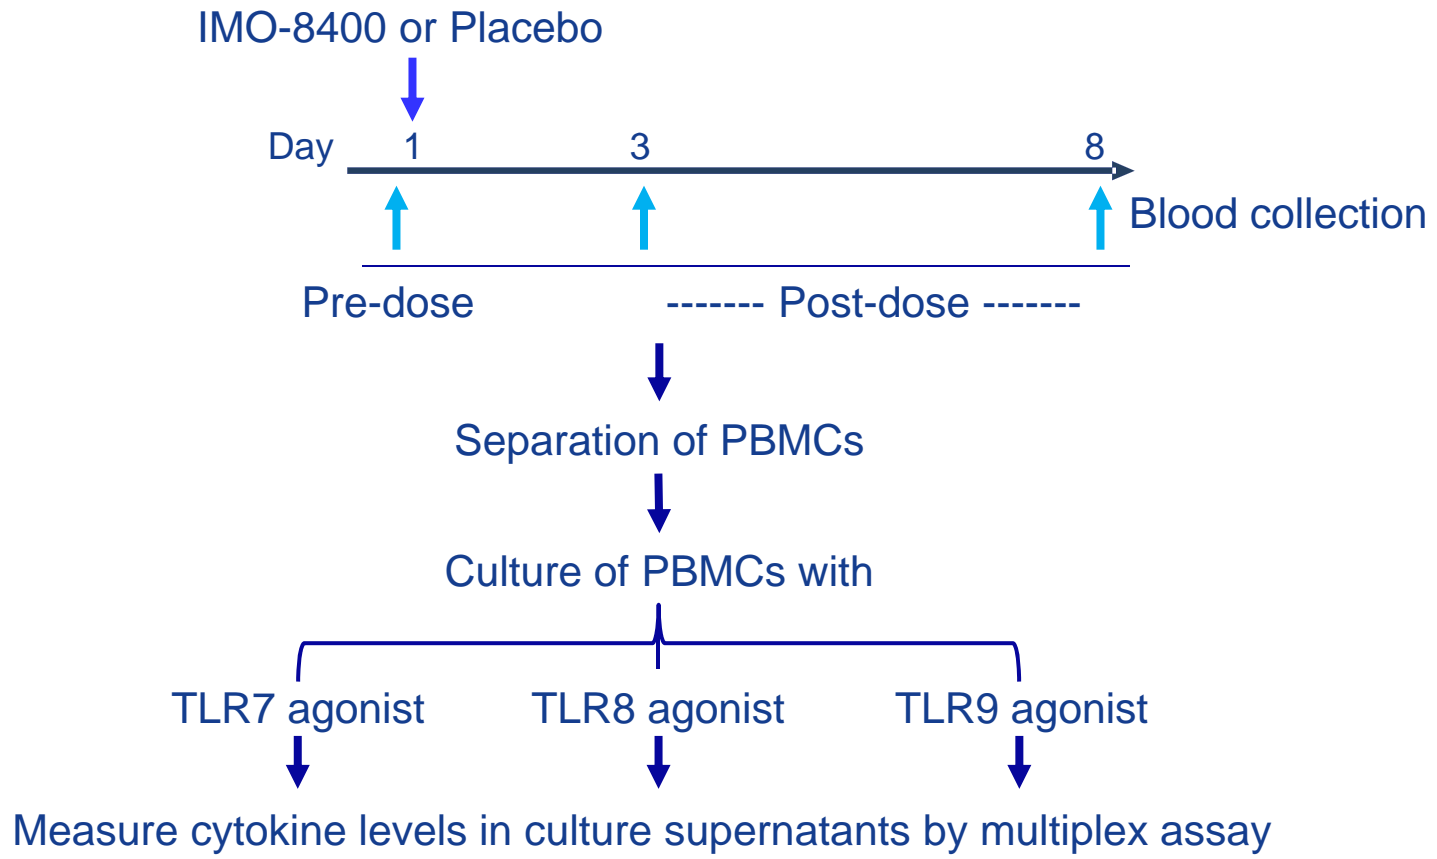 IMO-8400 or Placebo
Day 1 3 8
Blood collection
Pre-dose ------- Post-dose -------
Separation of PBMCs
Culture of PBMCs with
TLR7 agonist TLR8 agonist TLR9 agonist
Measure cytokine levels in culture supernatants by multiplex assay